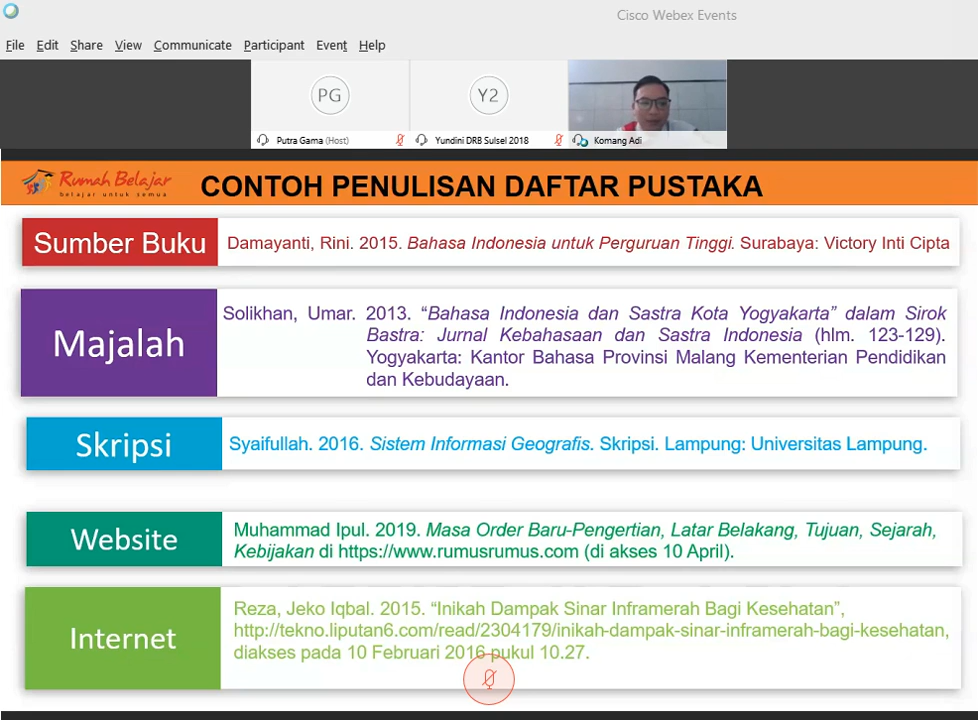 Cisco Webex Events
File Edit Share View Communicate Participant Event Help
PG
Y2
Putra Gama (Host)
Yundini DRB Sulsel 2018
Komang Adi
Rumah Belajar
belajar untuk semua
CONTOH PENULISAN DAFTAR PUSTAKA
Sumber Buku
Damayanti, Rini. 2015. Bahasa Indonesia untuk Perguruan Tinggi. Surabaya: Victory Inti Cipta
Majalah
Solikhan, Umar. 2013. “Bahasa Indonesia dan Sastra Kota Yogyakarta” dalam Sirok
Bastra: Jurnal Kebahasaan dan Sastra Indonesia (hlm. 123-129).
Yogyakarta: Kantor Bahasa Provinsi Malang Kementerian Pendidikan
dan Kebudayaan.
Skripsi
Syaifullah. 2016. Sistem Informasi Geografis. Skripsi. Lampung: Universitas Lampung.
Website
Muhammad Ipul. 2019. Masa Order Baru-Pengertian, Latar Belakang, Tujuan, Sejarah,
Kebijakan di https://www.rumusrumus.com (di akses 10 April).
Internet
Reza, Jeko Iqbal. 2015. “Inikah Dampak Sinar Inframerah Bagi Kesehatan”,
http://tekno.liputan6.com/read/2304179/inikah-dampak-sinar-inframerah-bagi-kesehatan,
diakses pada 10 Februari 2016 pukul 10.27.